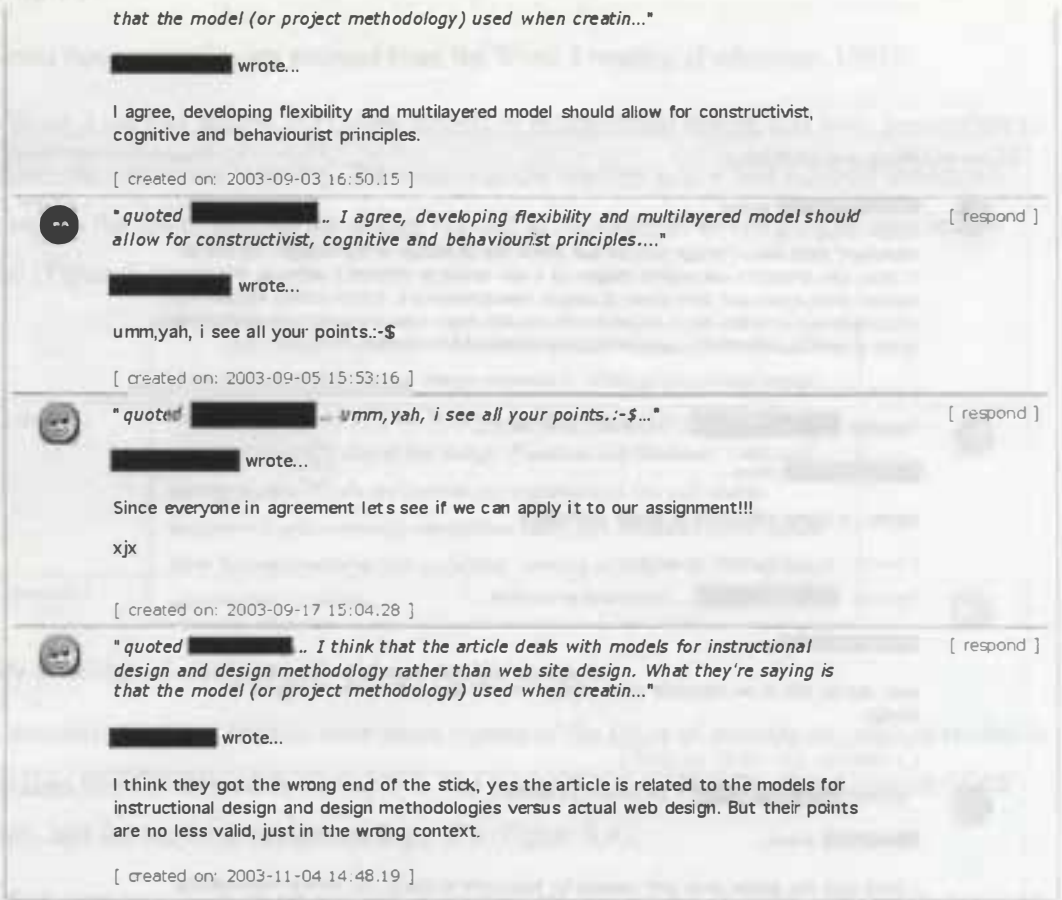 that the model (or project methodology) used when creatin..."
wrote...
I agree, developing flexibility and multilayered model should allow for constructivist,
cognitive and behaviourist principles.
[ created on: 2003-09-03 16:50.15 ]
"quoted .. I agree, developing flexibility and multilayered model should
allow for constructivist, cognitive and behaviourist principles...."
[ respond ]
wrote...
umm,yah, i see all your points.:-$
[ created on: 2003-09-05 15:53:16 ]
"quoted .. umm,yah, i see all your points.:-$..."
[ respond ]
wrote...
Since everyone in agreement lets see if we can apply it to our assignment!!!
xjx
[ created on: 2003-09-17 15:04.28 ]
"quoted .. I think that the article deals with models for instructional
design and design methodology rather than web site design. What they're saying is
that the model (or project methodology) used when creatin..."
[ respond ]
wrote...
I think they got the wrong end of the stick, yes the article is related to the models for
instructional design and design methodologies versus actual web design. But their points
are no less valid, just in the wrong context.
[ created on: 2003-11-04 14:48.19 ]